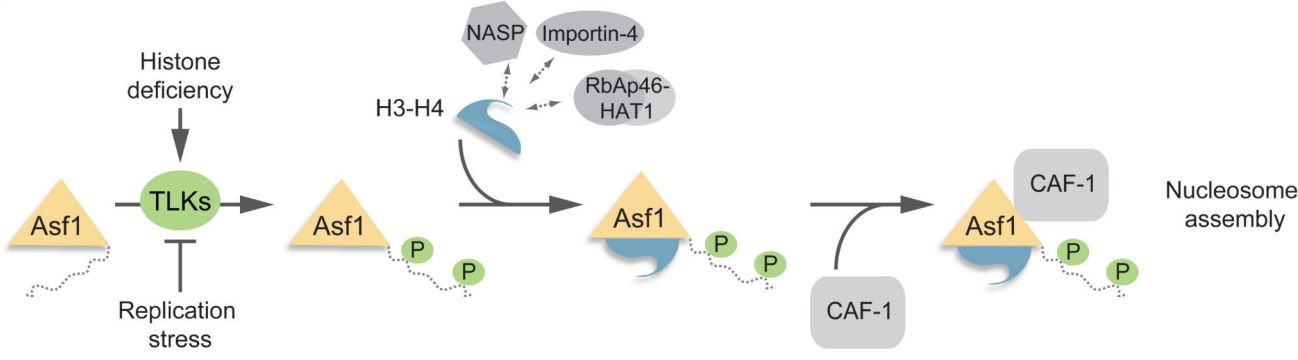 Histone
deficiency
TLKs
Replication
stress
Asf1
Asf1
P
P
H3-H4
NASP
Importin-4
RbAp46-
HAT1
Asf1
P
P
CAF-1
Asf1
CAF-1
P
P
Nucleosome
assembly